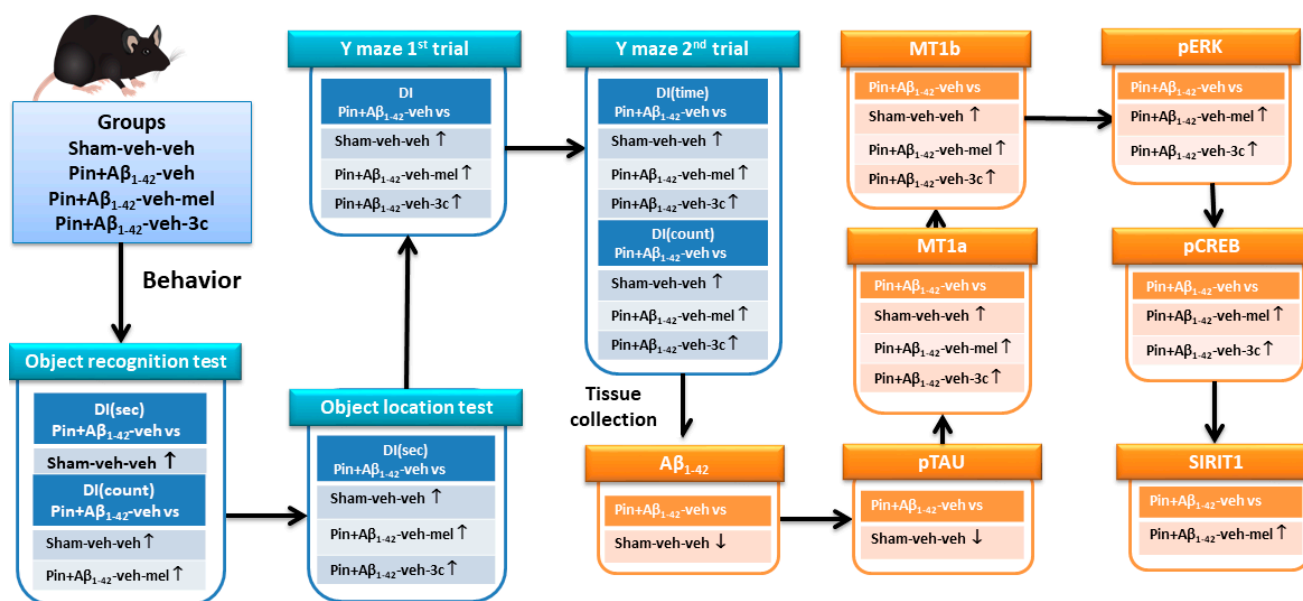 Groups
Sham-veh-veh
Pin+Aβ₁₋₄₂-veh
Pin+Aβ₁₋₄₂-veh-mel
Pin+Aβ₁₋₄₂-veh-3c
Behavior
Object recognition test
DI(sec)
Pin+Aβ₁₋₄₂-veh vs
Sham-veh-veh ↑
DI(count)
Pin+Aβ₁₋₄₂-veh vs
Sham-veh-veh ↑
Pin+Aβ₁₋₄₂-veh-mel ↑
Object location test
DI(sec)
Pin+Aβ₁₋₄₂-veh vs
Sham-veh-veh ↑
Pin+Aβ₁₋₄₂-veh-mel ↑
Pin+Aβ₁₋₄₂-veh-3c ↑
Y maze 1ˢᵗ trial
DI
Pin+Aβ₁₋₄₂-veh vs
Sham-veh-veh ↑
Pin+Aβ₁₋₄₂-veh-mel ↑
Pin+Aβ₁₋₄₂-veh-3c ↑
Y maze 2ⁿᵈ trial
DI(time)
Pin+Aβ₁₋₄₂-veh vs
Sham-veh-veh ↑
Pin+Aβ₁₋₄₂-veh-mel ↑
Pin+Aβ₁₋₄₂-veh-3c ↑
DI(count)
Pin+Aβ₁₋₄₂-veh vs
Sham-veh-veh ↑
Pin+Aβ₁₋₄₂-veh-mel ↑
Pin+Aβ₁₋₄₂-veh-3c ↑
Tissue
collection
Aβ₁₋₄₂
Pin+Aβ₁₋₄₂-veh vs
Sham-veh-veh ↓
pTAU
Pin+Aβ₁₋₄₂-veh vs
Sham-veh-veh ↓
MT1a
Pin+Aβ₁₋₄₂-veh vs
Sham-veh-veh ↑
Pin+Aβ₁₋₄₂-veh-mel ↑
Pin+Aβ₁₋₄₂-veh-3c ↑
MT1b
Pin+Aβ₁₋₄₂-veh vs
Sham-veh-veh ↑
Pin+Aβ₁₋₄₂-veh-mel ↑
Pin+Aβ₁₋₄₂-veh-3c ↑
pERK
Pin+Aβ₁₋₄₂-veh vs
Pin+Aβ₁₋₄₂-veh-mel ↑
Pin+Aβ₁₋₄₂-veh-3c ↑
pCREB
Pin+Aβ₁₋₄₂-veh vs
Pin+Aβ₁₋₄₂-veh-mel ↑
Pin+Aβ₁₋₄₂-veh-3c ↑
SIRIT1
Pin+Aβ₁₋₄₂-veh vs
Pin+Aβ₁₋₄₂-veh-mel ↑